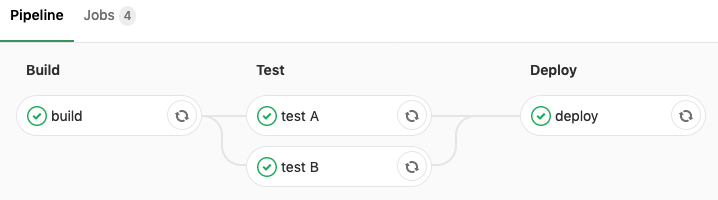 Pipeline Jobs 4
Build Test Deploy
build test A deploy
test B